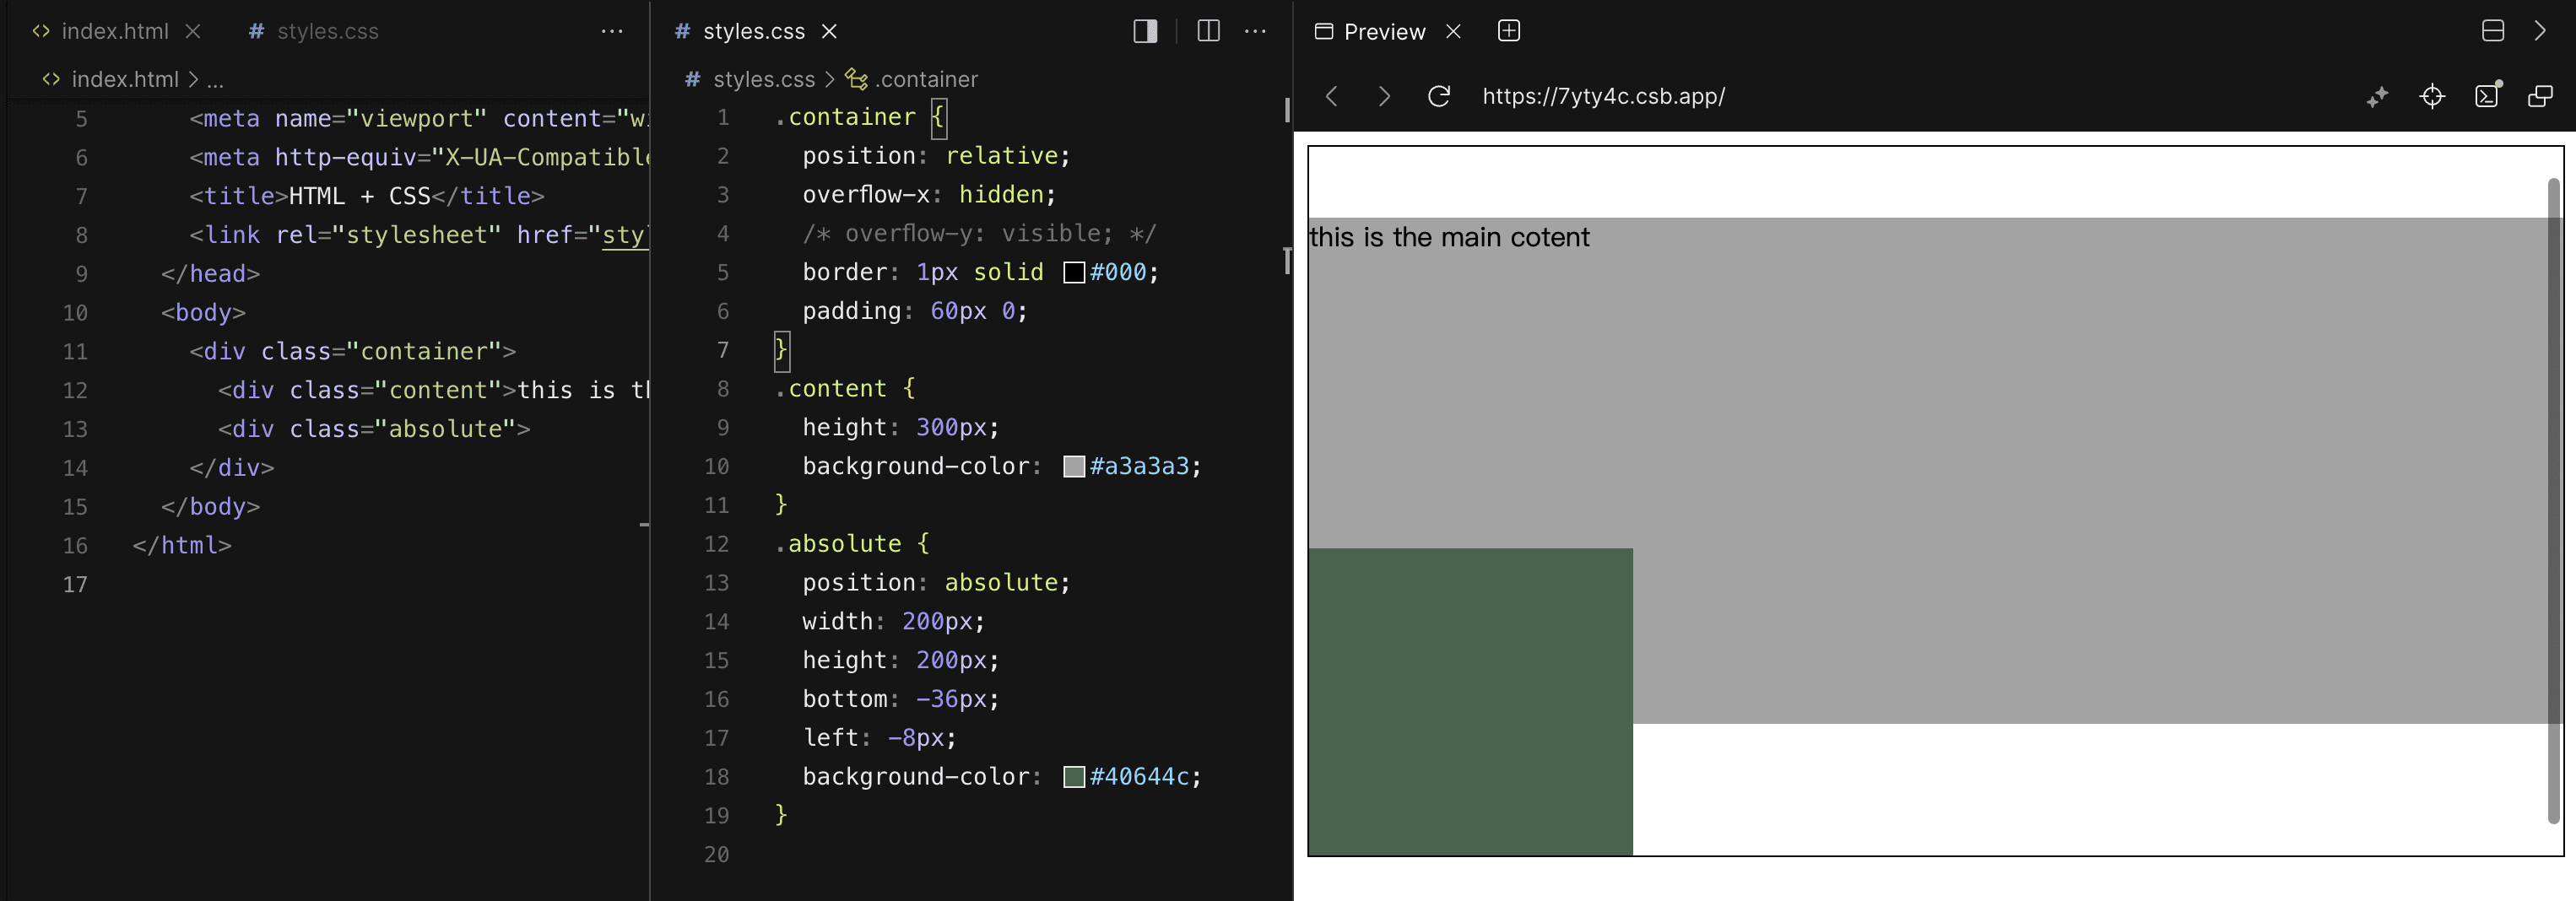 index.html
styles.css
index.html > ...
5 <meta name="viewport" content="wi
6 <meta http-equiv="X-UA-Compatible
7 <title>HTML + CSS</title>
8 <link rel="stylesheet" href="sty
9 </head>
10 <body>
11 <div class="container">
12 <div class="content">this is th
13 <div class="absolute">
14 </div>
15 </body>
16 </html>
17
# styles.css
# styles.css > .container
1 .container {
2 position: relative;
3 overflow-x: hidden;
4 /* overflow-y: visible; */
5 border: 1px solid #000;
6 padding: 60px 0;
7 }
8 .content {
9 height: 300px;
10 background-color: #a3a3a3;
11 }
12 .absolute {
13 position: absolute;
14 width: 200px;
15 height: 200px;
16 bottom: -36px;
17 left: -8px;
18 background-color: #40644c;
19 }
20
Preview
https://7yty4c.csb.app/
this is the main cotent